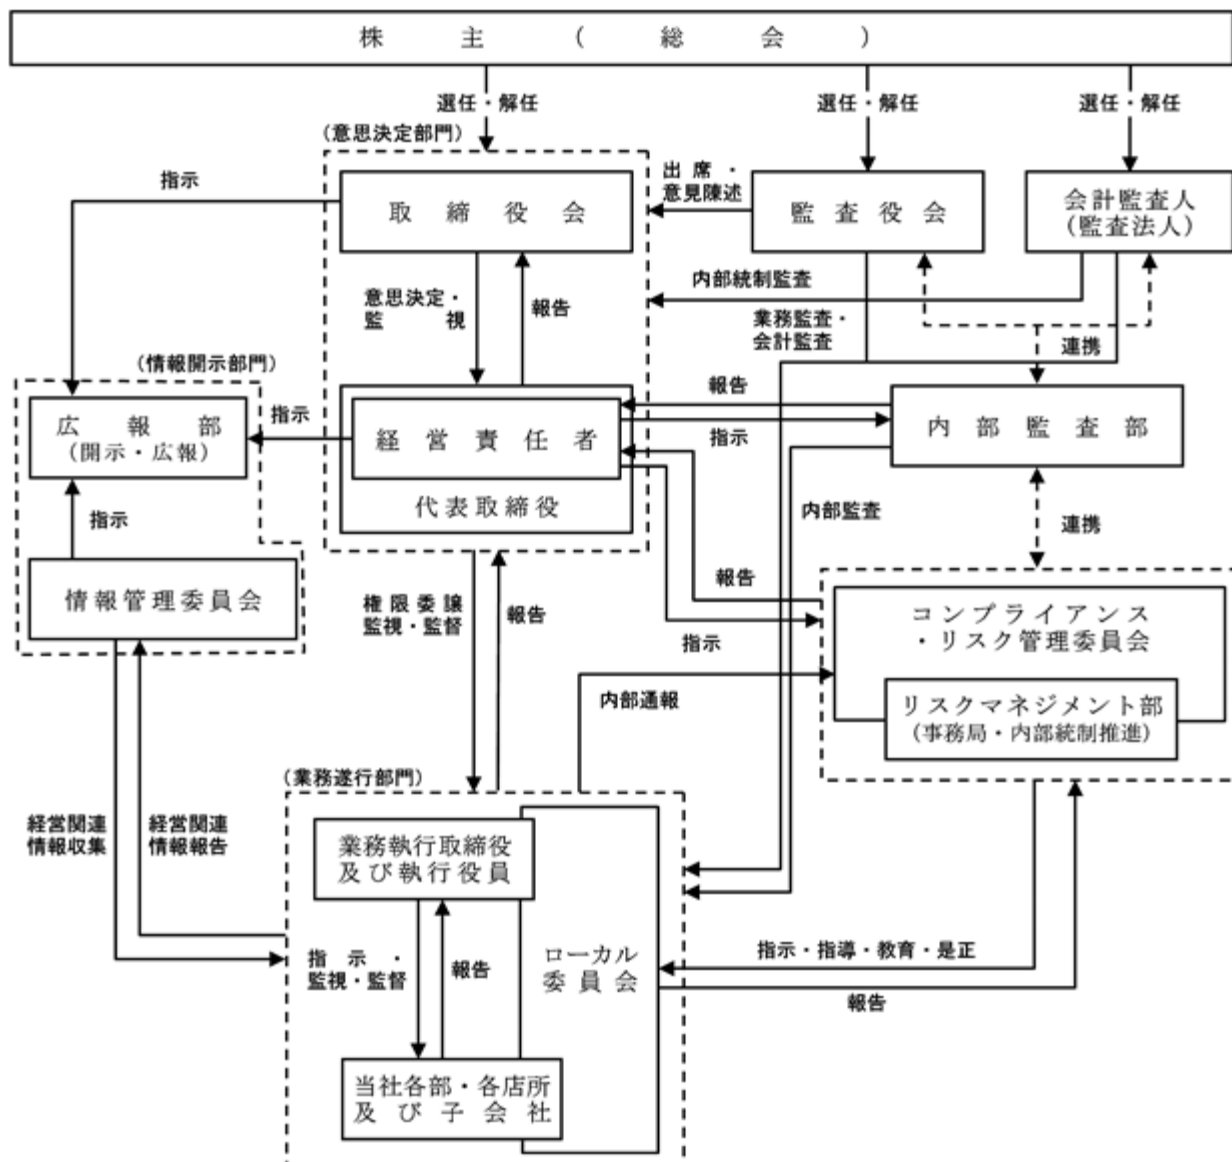 株主(総会)
選任・解任
選任・解任
選任・解任
(意思決定部門)
指示
取締役会
出席・
意見陳述
監査役会
会計監査人
(監査法人)
内部統制監査
意思決定・
監視
報告
業務監査・
会計監査
連携
(情報開示部門)
広報部
(開示・広報)
指示
経営責任者
代表取締役
報告
指示
内部監査部
内部監査
連携
指示
情報管理委員会
権限委譲
監視・監督
報告
報告
指示
コンプライアンス
・リスク管理委員会
リスクマネジメント部
(事務局・内部統制推進)
内部通報
(業務遂行部門)
経営関連
情報収集
経営関連
情報報告
業務執行取締役
及び執行役員
指示・
監視・監督
報告
ローカル
委員会
指示・指導・教育・是正
報告
当社各部・各店所
及び子会社